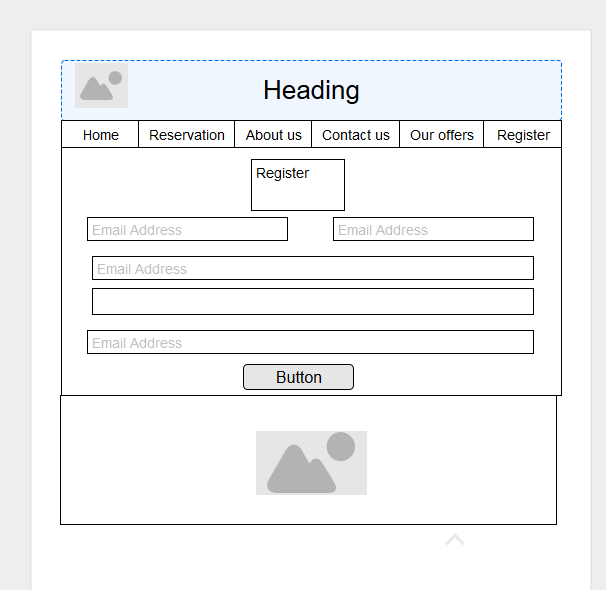 Heading
Home Reservation About us Contact us Our offers Register
Register
Email Address Email Address
Email Address
Email Address
Button